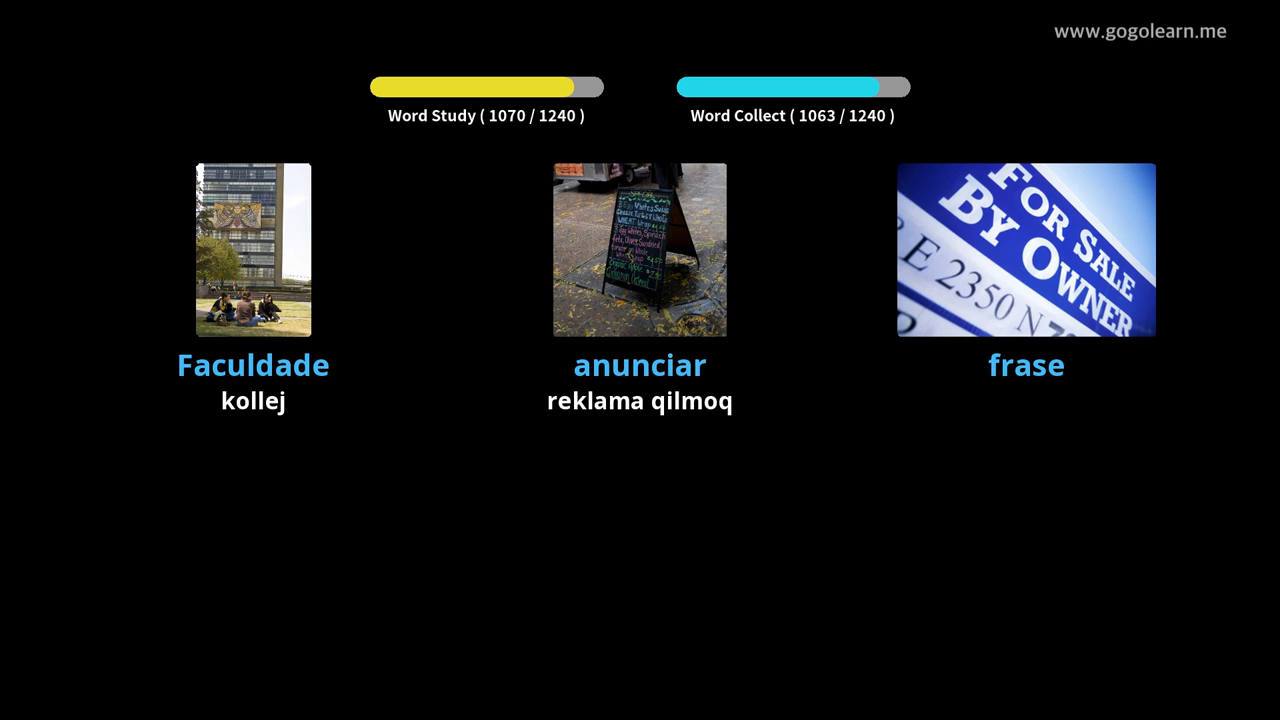 www.gogolearn.me
Word Study ( 1070 / 1240 )
Word Collect ( 1063 / 1240 )
FOR SALE
BY OWNER
E 2350 N
Faculdade
anunciar
frase
kollej
reklama qilmoq